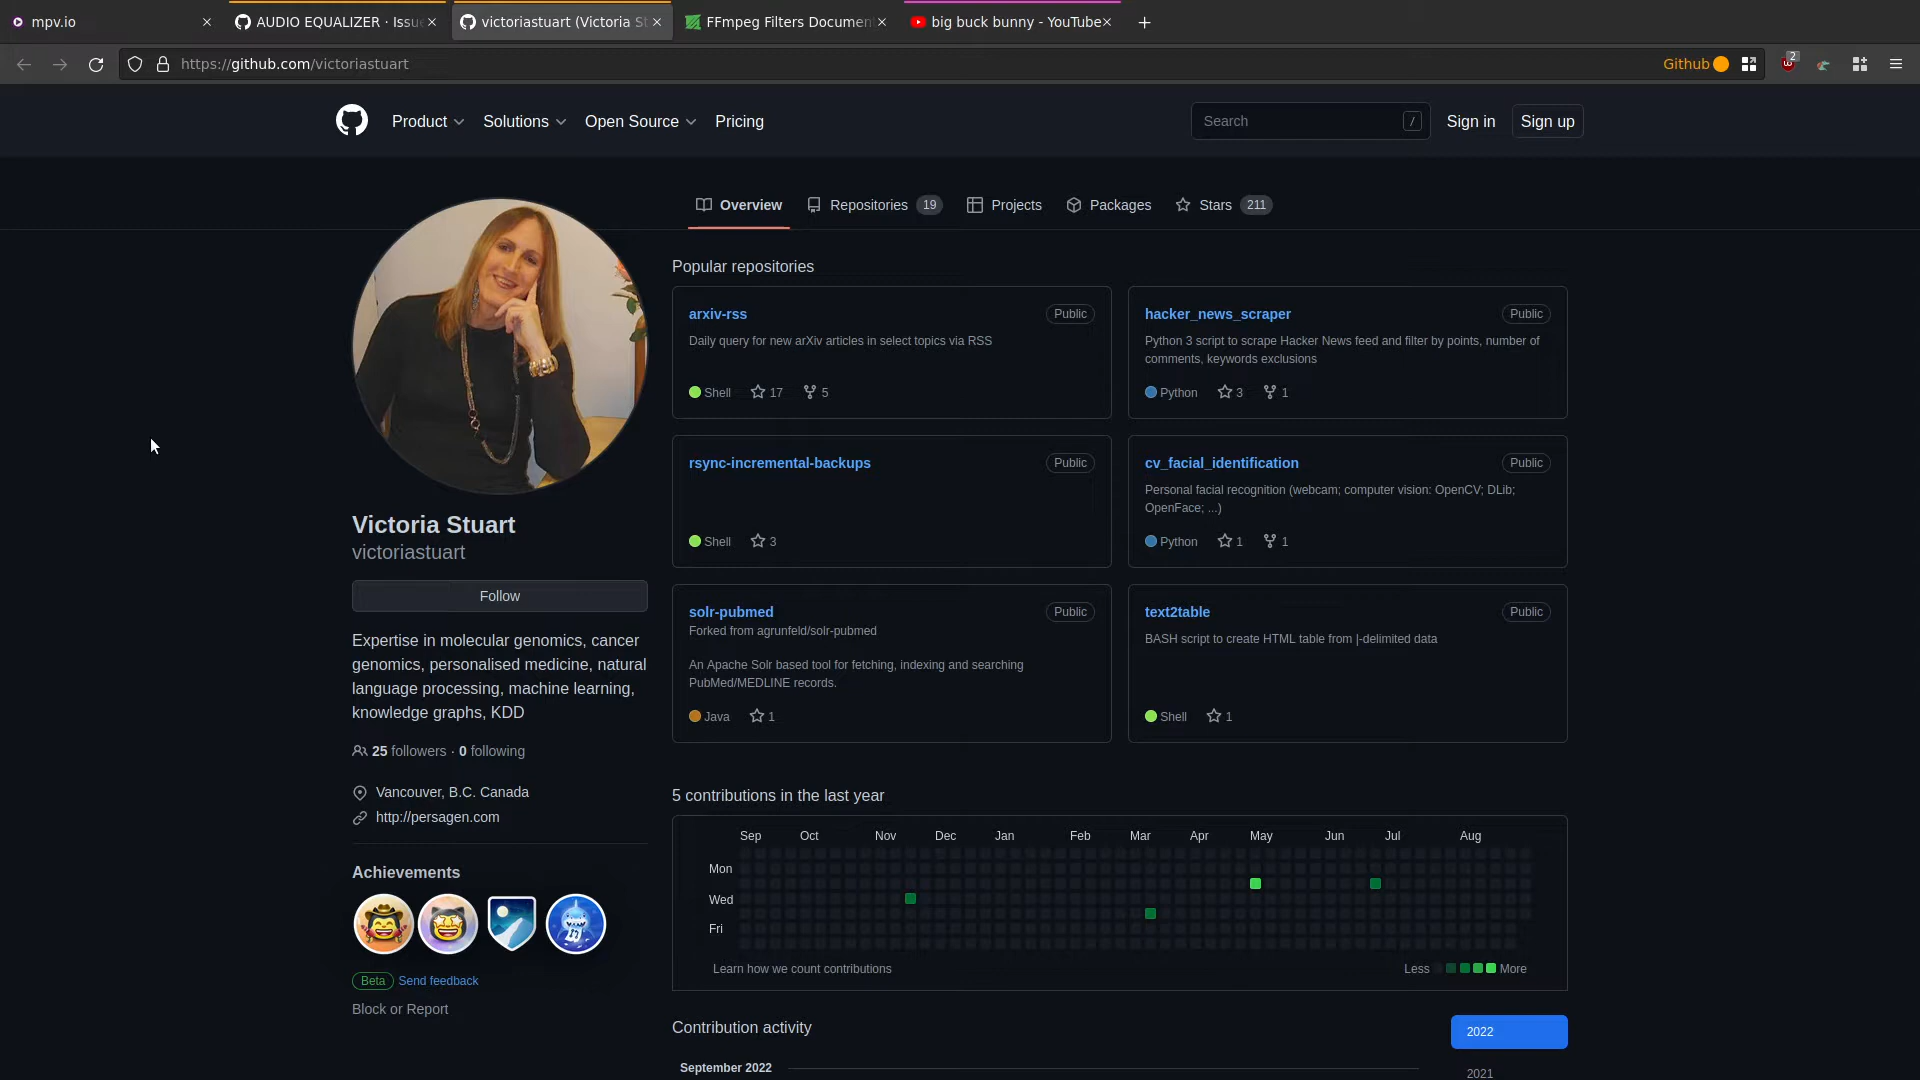 mpv.io
AUDIO EQUALIZER · Issue
victoriastuart (Victoria St
FFmpeg Filters Documen
big buck bunny - YouTube
https://github.com/victoriastuart
Github
2
Product
Solutions
Open Source
Pricing
Search
/
Sign in
Sign up
Overview
Repositories 19
Projects
Packages
Stars 211
Victoria Stuart
victoriastuart
Follow
Expertise in molecular genomics, cancer
genomics, personalised medicine, natural
language processing, machine learning,
knowledge graphs, KDD
25 followers · 0 following
Vancouver, B.C. Canada
http://persagen.com
Achievements
Beta Send feedback
Block or Report
Popular repositories
arxiv-rss
Public
Daily query for new arXiv articles in select topics via RSS
Shell 17 5
hacker_news_scraper
Public
Python 3 script to scrape Hacker News feed and filter by points, number of
comments, keywords exclusions
Python 3 1
rsync-incremental-backups
Public
Shell 3
cv_facial_identification
Public
Personal facial recognition (webcam; computer vision: OpenCV; DLib;
OpenFace; ...)
Python 1 1
solr-pubmed
Public
Forked from agrunfeld/solr-pubmed
An Apache Solr based tool for fetching, indexing and searching
PubMed/MEDLINE records.
Java 1
text2table
Public
BASH script to create HTML table from |-delimited data
Shell 1
5 contributions in the last year
Sep Oct Nov Dec Jan Feb Mar Apr May Jun Jul Aug
Mon
Wed
Fri
Learn how we count contributions
Less More
Contribution activity
2022
September 2022
2021